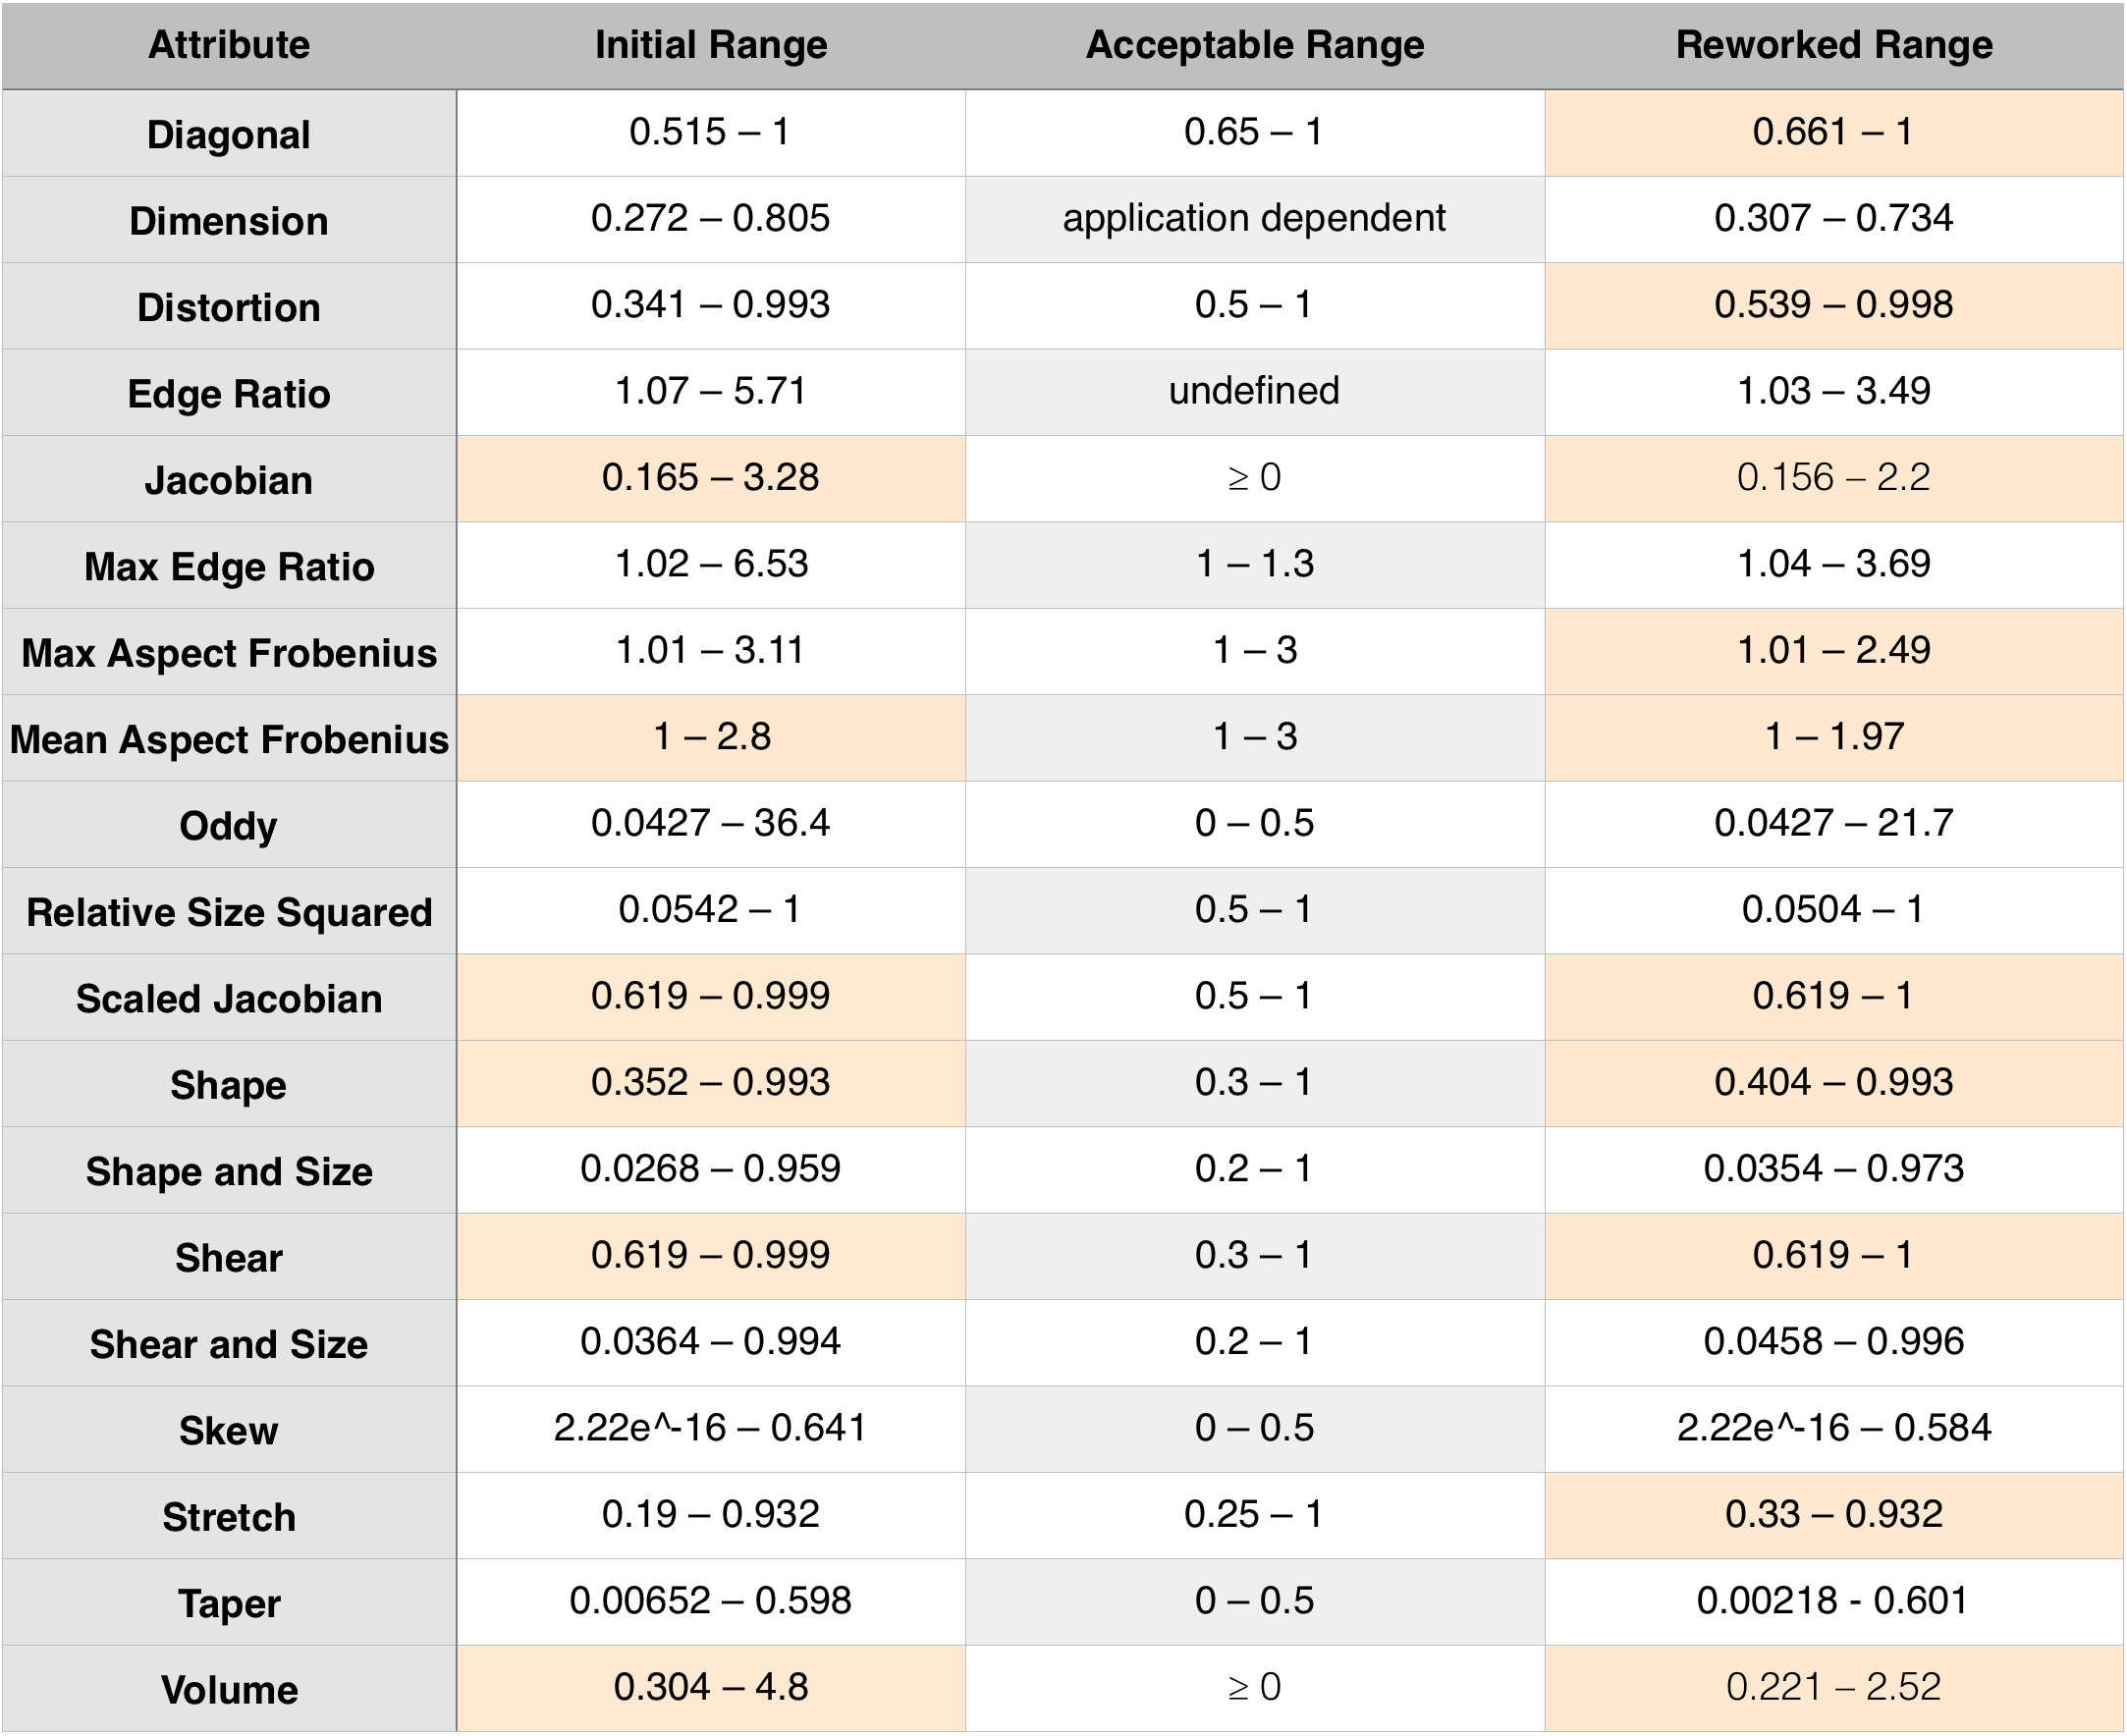 Attribute Initial Range Acceptable Range Reworked Range
Diagonal 0.515 – 1 0.65 – 1 0.661 – 1
Dimension 0.272 – 0.805 application dependent 0.307 – 0.734
Distortion 0.341 – 0.993 0.5 – 1 0.539 – 0.998
Edge Ratio 1.07 – 5.71 undefined 1.03 – 3.49
Jacobian 0.165 – 3.28 ≥ 0 0.156 – 2.2
Max Edge Ratio 1.02 – 6.53 1 – 1.3 1.04 – 3.69
Max Aspect Frobenius 1.01 – 3.11 1 – 3 1.01 – 2.49
Mean Aspect Frobenius 1 – 2.8 1 – 3 1 – 1.97
Oddy 0.0427 – 36.4 0 – 0.5 0.0427 – 21.7
Relative Size Squared 0.0542 – 1 0.5 – 1 0.0504 – 1
Scaled Jacobian 0.619 – 0.999 0.5 – 1 0.619 – 1
Shape 0.352 – 0.993 0.3 – 1 0.404 – 0.993
Shape and Size 0.0268 – 0.959 0.2 – 1 0.0354 – 0.973
Shear 0.619 – 0.999 0.3 – 1 0.619 – 1
Shear and Size 0.0364 – 0.994 0.2 – 1 0.0458 – 0.996
Skew 2.22e^-16 – 0.641 0 – 0.5 2.22e^-16 – 0.584
Stretch 0.19 – 0.932 0.25 – 1 0.33 – 0.932
Taper 0.00652 – 0.598 0 – 0.5 0.00218 - 0.601
Volume 0.304 – 4.8 ≥ 0 0.221 – 2.52